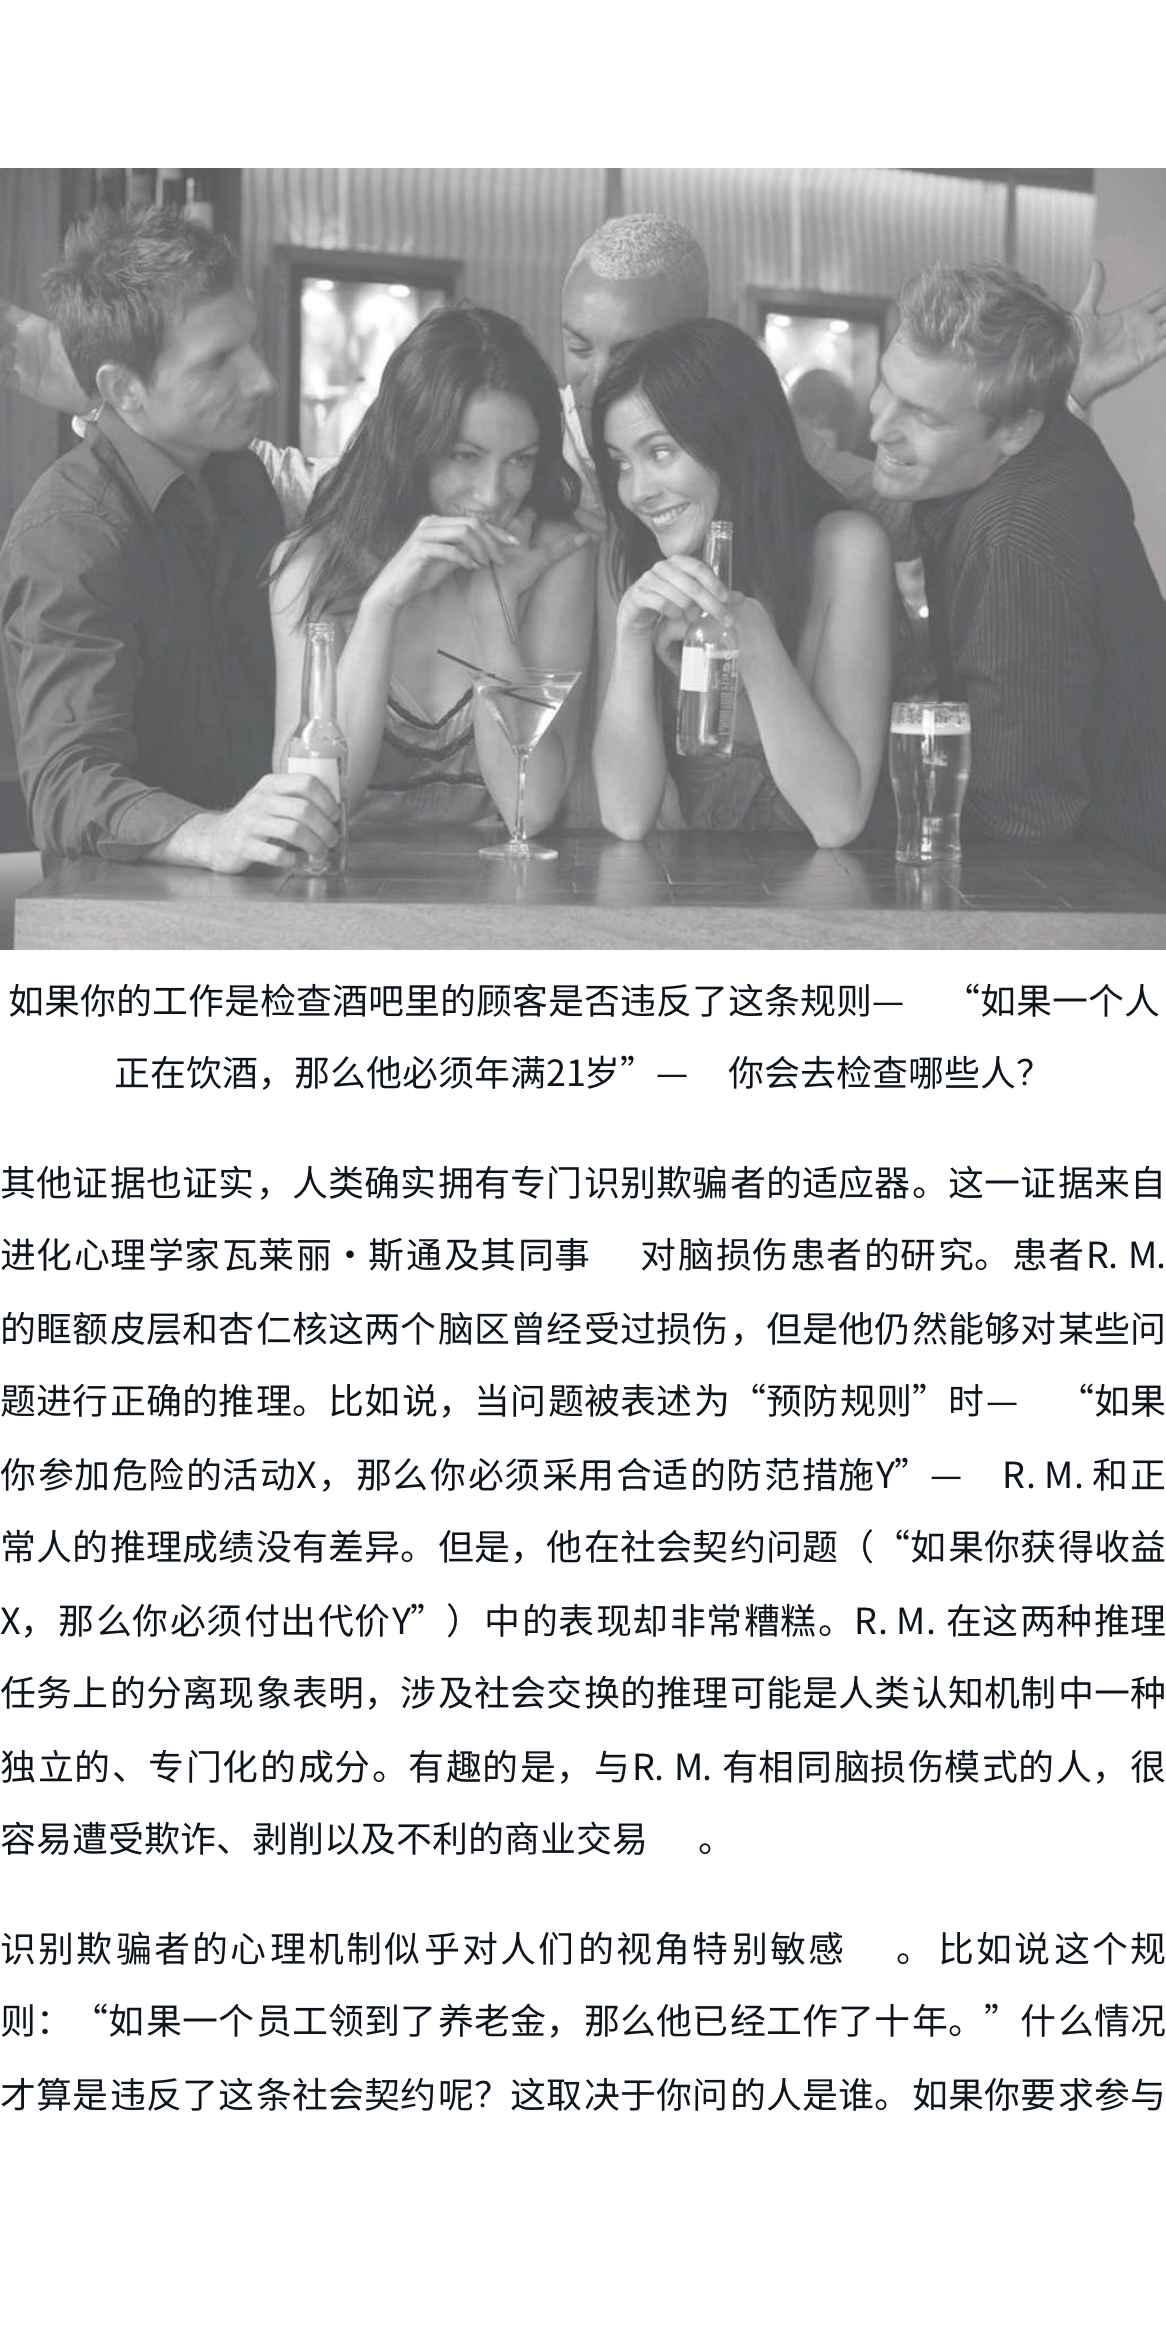 如果你的工作是检查酒吧里的顾客是否违反了这条规则— “如果一个人
正在饮酒，那么他必须年满21岁”— 你会去检查哪些人？
其他证据也证实，人类确实拥有专门识别欺骗者的适应器。这一证据来自
进化心理学家瓦莱丽·斯通及其同事 对脑损伤患者的研究。患者R. M.
的眶额皮层和杏仁核这两个脑区曾经受过损伤，但是他仍然能够对某些问
题进行正确的推理。比如说，当问题被表述为“预防规则”时— “如果
你参加危险的活动X，那么你必须采用合适的防范措施Y”— R. M. 和正
常人的推理成绩没有差异。但是，他在社会契约问题（“如果你获得收益
X，那么你必须付出代价Y”）中的表现却非常糟糕。R. M. 在这两种推理
任务上的分离现象表明，涉及社会交换的推理可能是人类认知机制中一种
独立的、专门化的成分。有趣的是，与R. M. 有相同脑损伤模式的人，很
容易遭受欺诈、剥削以及不利的商业交易 。
识别欺骗者的心理机制似乎对人们的视角特别敏感 。比如说这个规
则：“如果一个员工领到了养老金，那么他已经工作了十年。”什么情况
才算是违反了这条社会契约呢？这取决于你问的人是谁。如果你要求参与